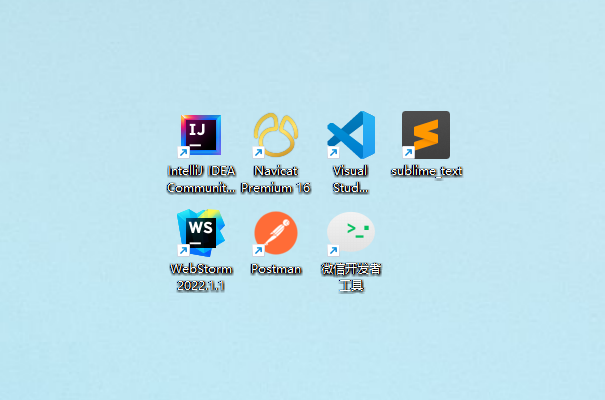 IJ
IntelliJ IDEA
Communit...
Navicat
Premium 16
Visual
Stud...
sublime_text
WS
WebStorm
2022.1.1
Postman
>_
微信开发者
工具